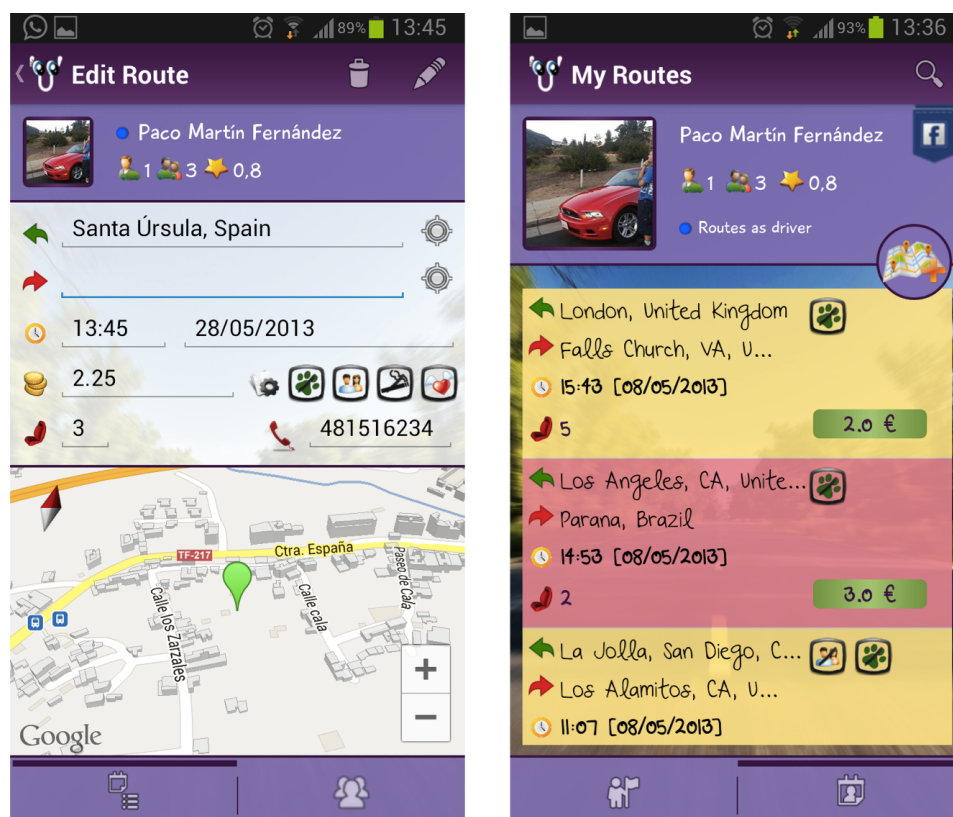 89% 13:45
Edit Route
Paco Martín Fernández
1 3 0,8
Santa Úrsula, Spain
13:45 28/05/2013
2.25
3 481516234
TF-217
Ctra. España
Paseo de Cala
Calle los Zarzales
Calle cala
+
−
Google
93% 13:36
My Routes
Paco Martín Fernández
f
1 3 0,8
Routes as driver
London, United Kingdom
Falls Church, VA, U...
15:43 [08/05/2013]
5 2.0 €
Los Angeles, CA, Unite...
Parana, Brazil
14:53 [08/05/2013]
2 3.0 €
La Jolla, San Diego, C...
Los Alamitos, CA, U...
11:07 [08/05/2013]